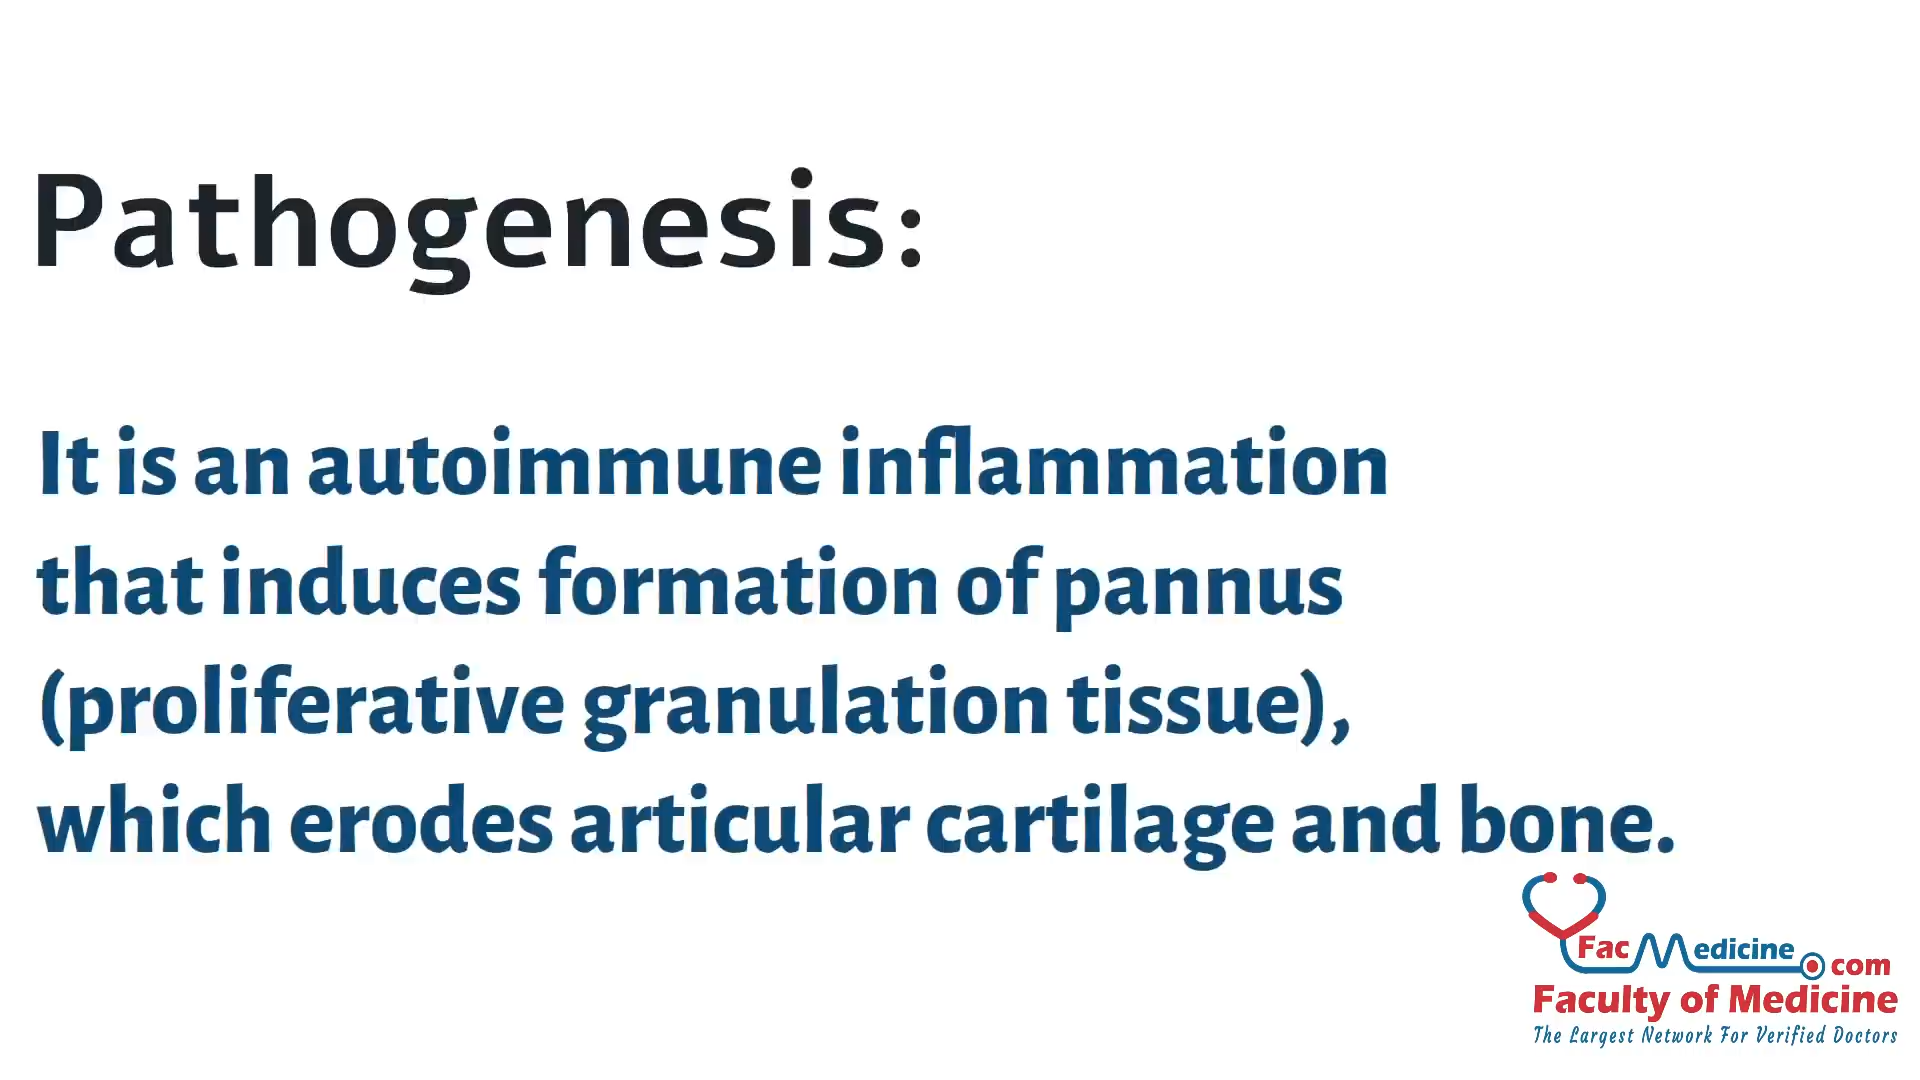 Pathogenesis:
It is an autoimmune inflammation
that induces formation of pannus
(proliferative granulation tissue),
which erodes articular cartilage and bone.
FacMedicine.com
Faculty of Medicine
The Largest Network For Verified Doctors